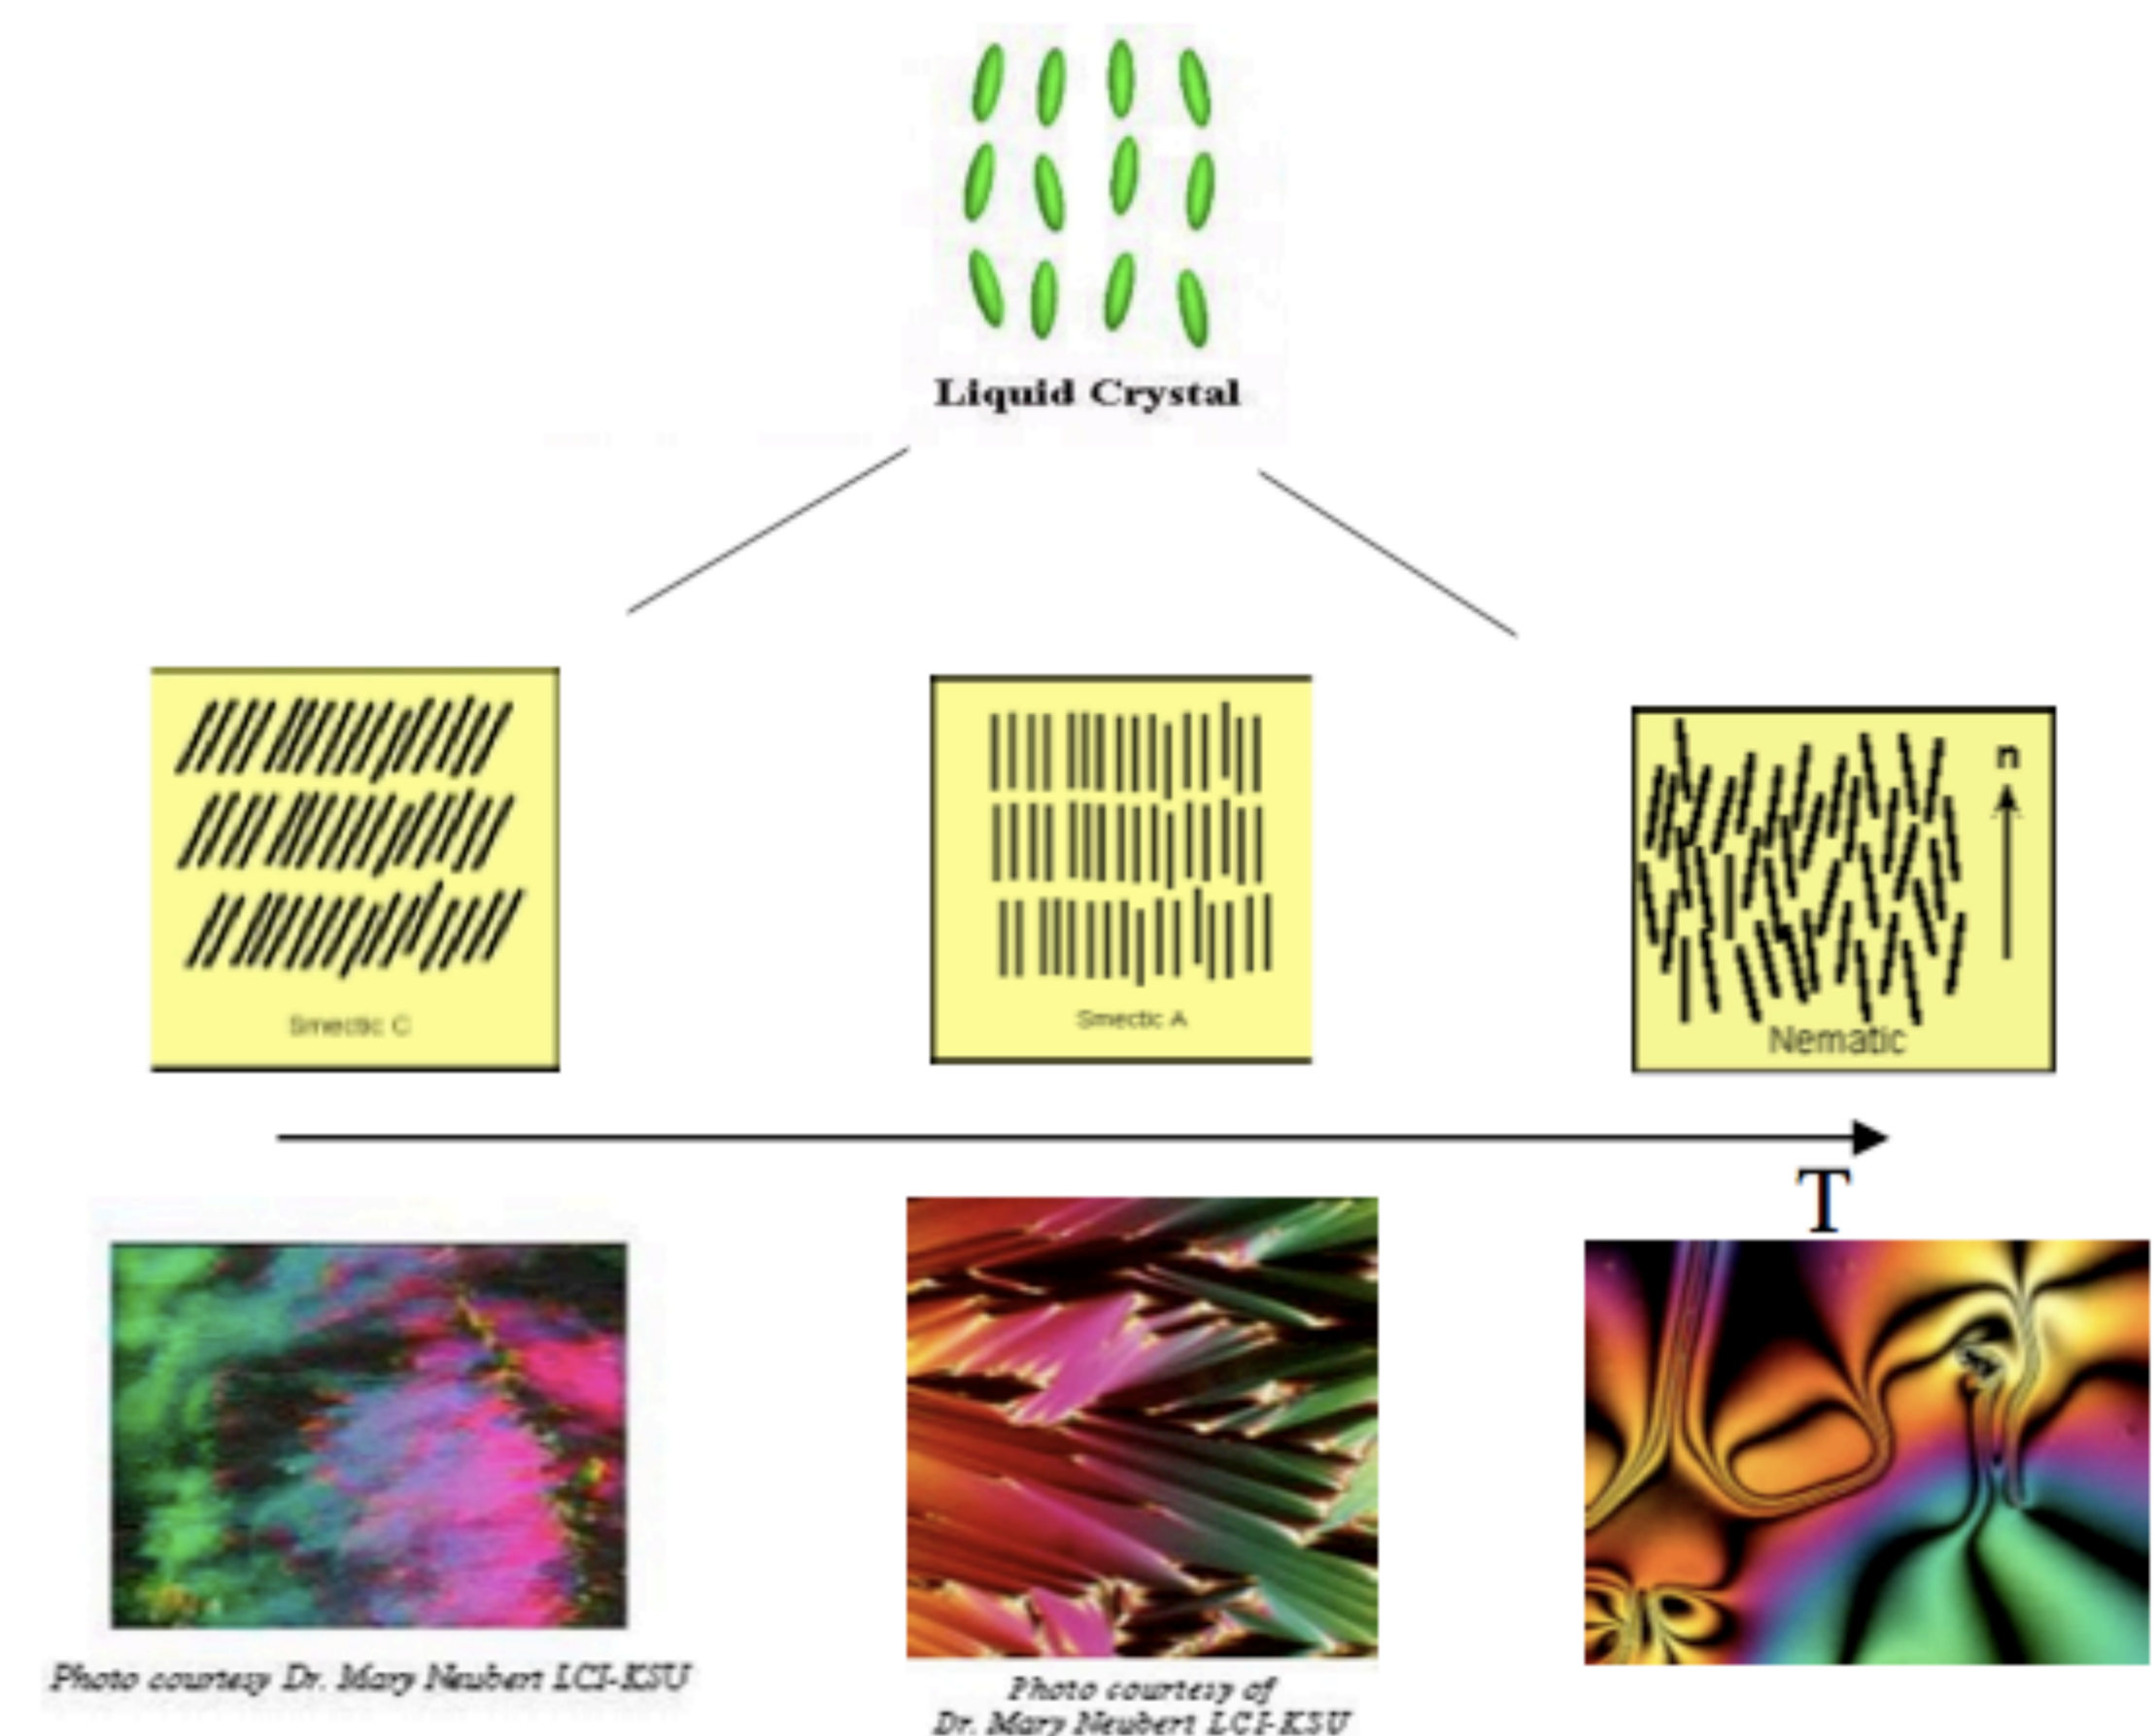 Liquid Crystal
Smectic C
Smectic A
n
Nematic
T
Photo courtesy Dr. Mary Neubert LCI-KSU
Photo courtesy of
Dr. Mary Neubert LCI-KSU